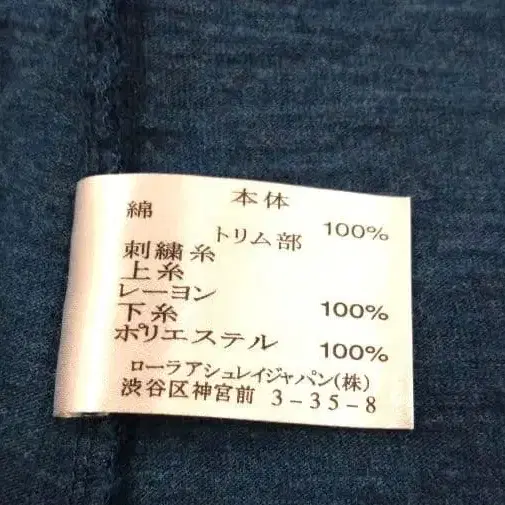 本体
綿 100%
トリム部
刺繍糸
上糸
レーヨン 100%
下糸
ポリエステル 100%
ローラアシュレイジャパン(株)
渋谷区神宮前 3-35-8